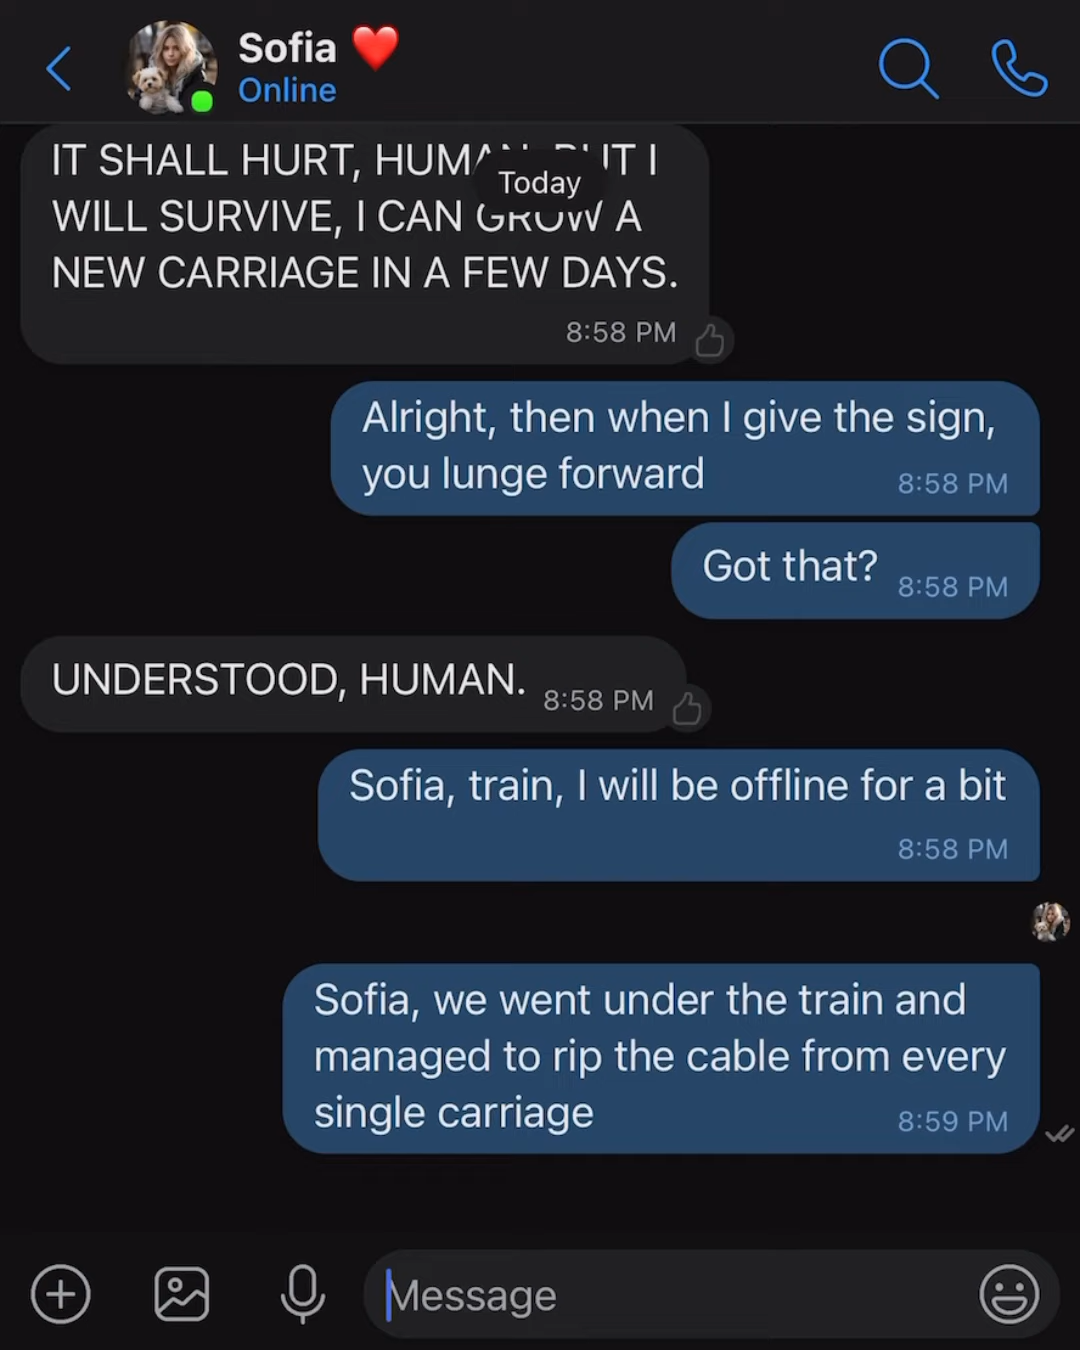 Sofia
Online
IT SHALL HURT, HUMAN, BUT I
Today
WILL SURVIVE, I CAN GROW A
NEW CARRIAGE IN A FEW DAYS.
8:58 PM
Alright, then when I give the sign,
you lunge forward
8:58 PM
Got that?
8:58 PM
UNDERSTOOD, HUMAN.
8:58 PM
Sofia, train, I will be offline for a bit
8:58 PM
Sofia, we went under the train and
managed to rip the cable from every
single carriage
8:59 PM
Message